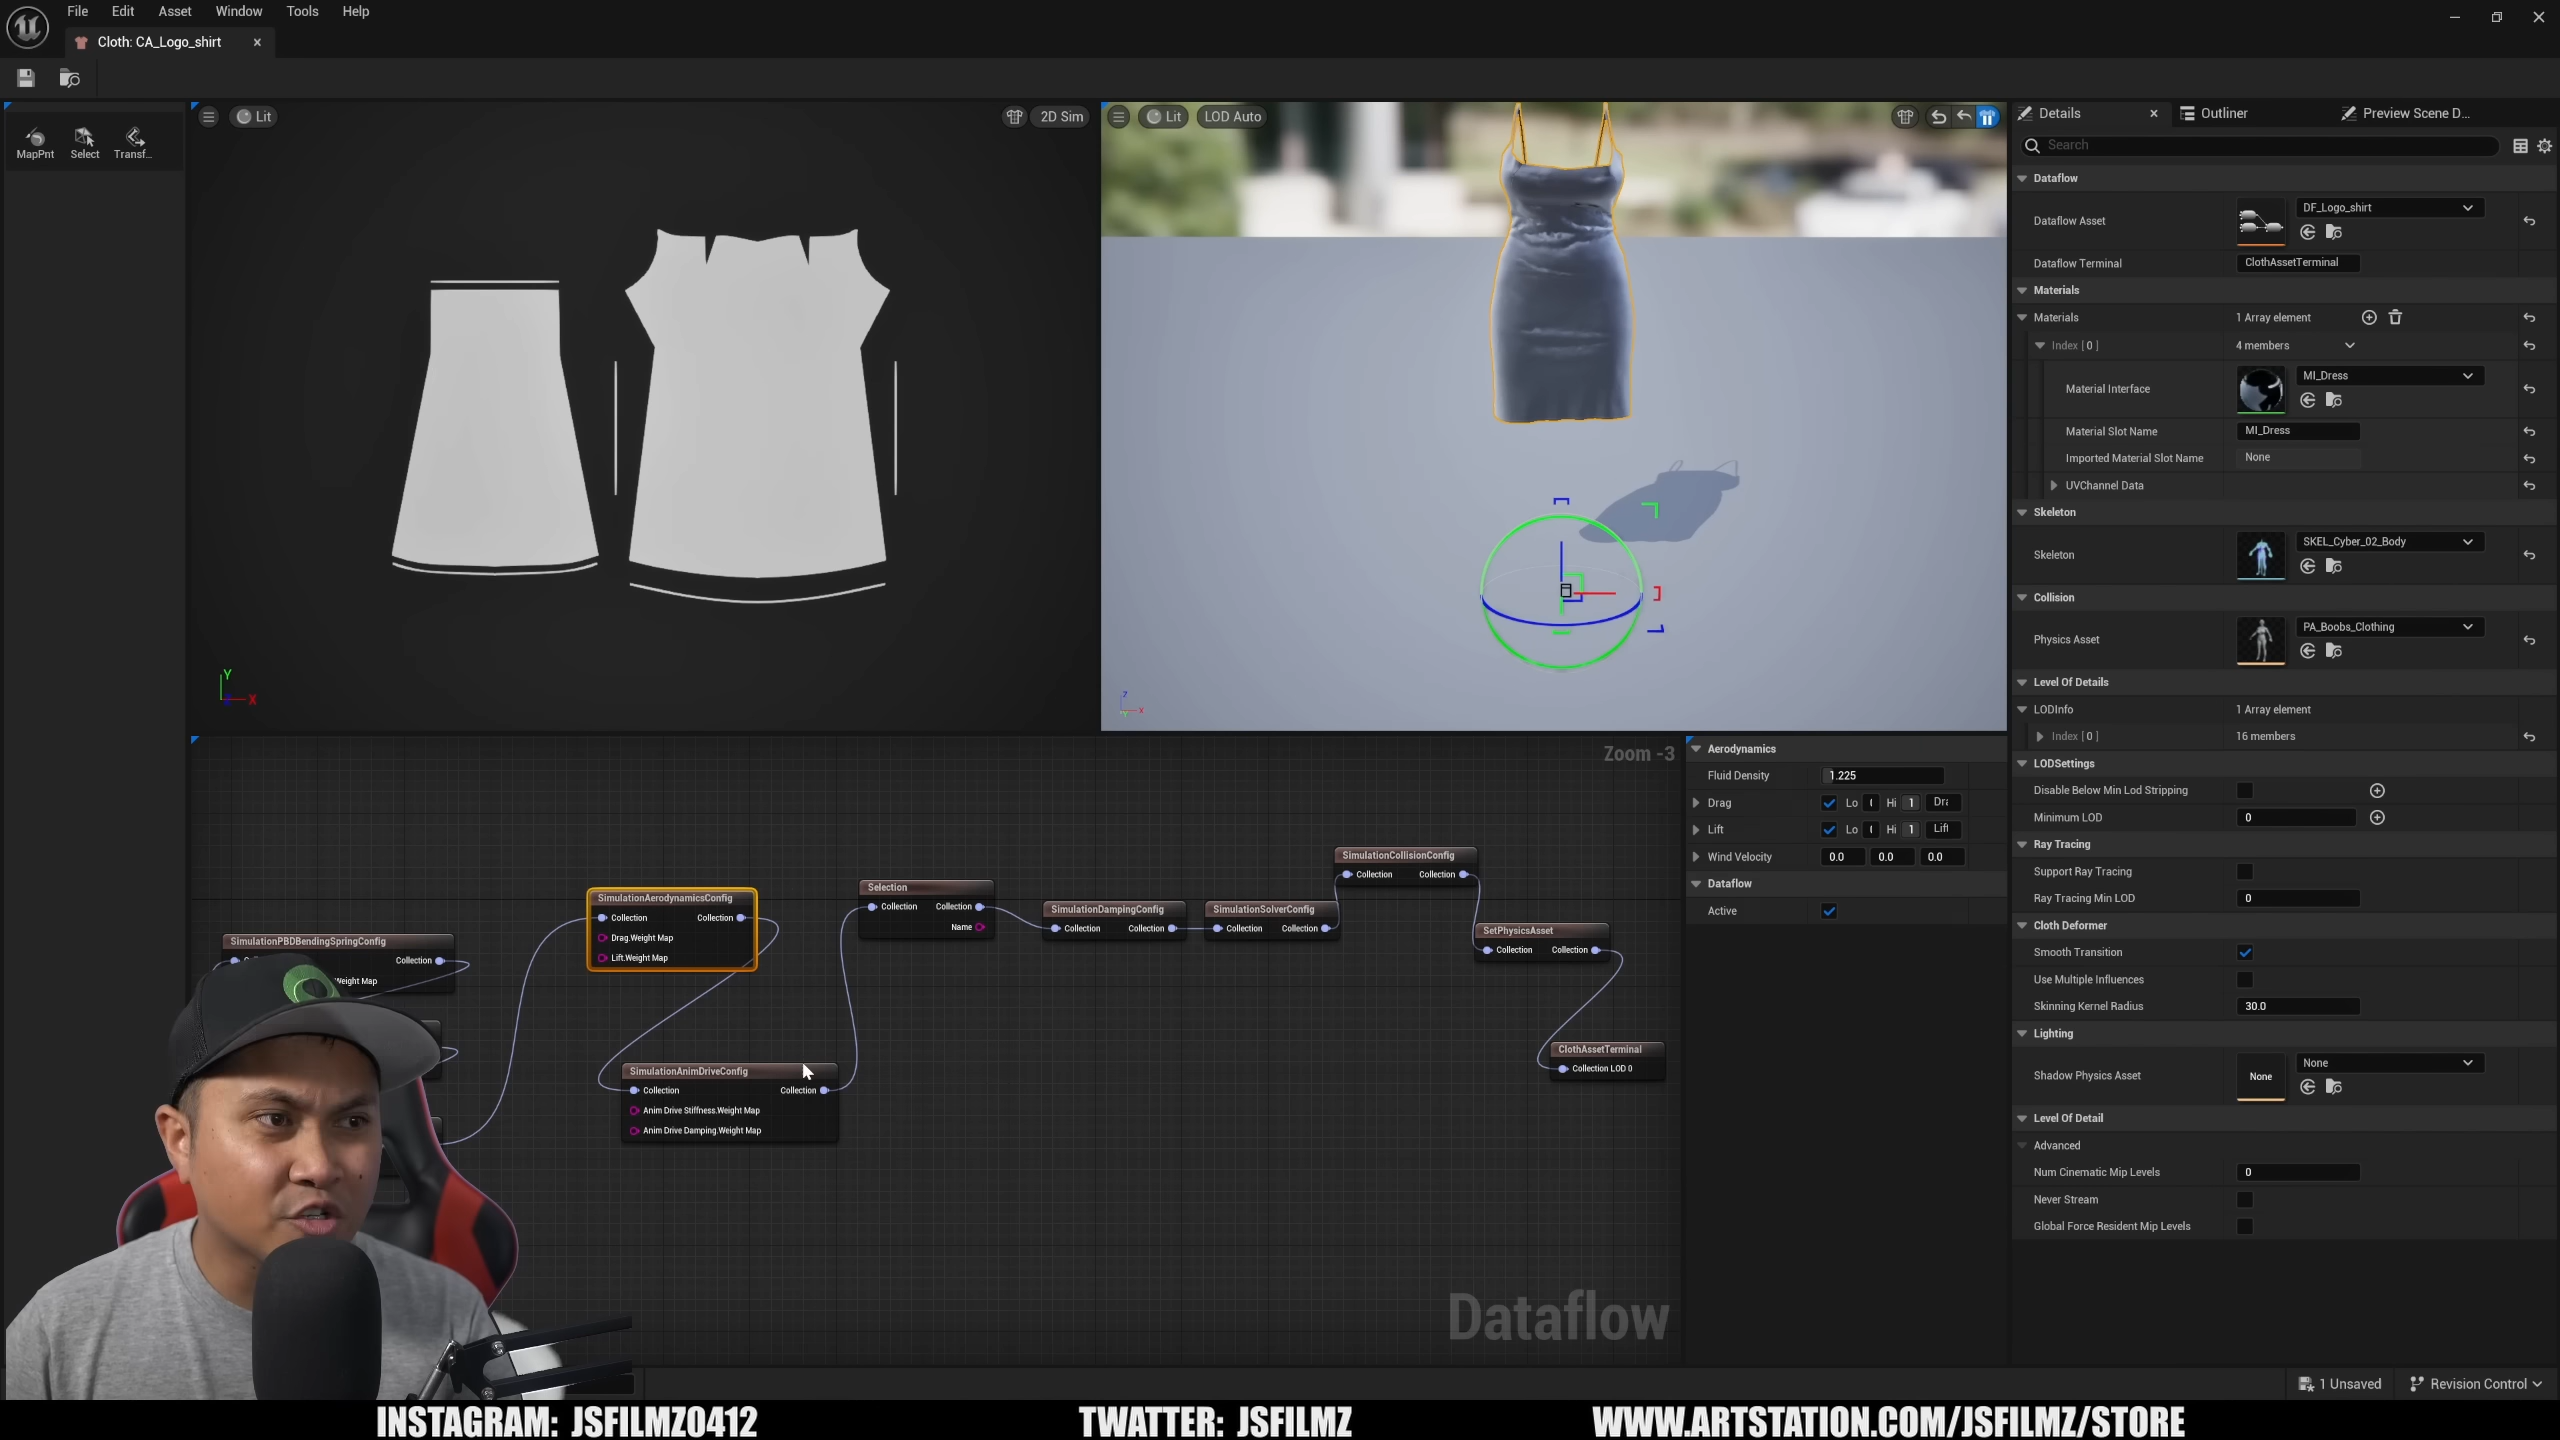 File Edit Asset Window Tools Help
Cloth: CA_Logo_shirt
MapPnt Select Transf...
Lit
2D Sim
Y
X
Lit LOD Auto
Z
X
Details
Outliner
Preview Scene D...
Search
Dataflow
Dataflow Asset
DF_Logo_shirt
Dataflow Terminal
ClothAssetTerminal
Materials
Materials
1 Array element
Index [ 0 ]
4 members
Material Interface
MI_Dress
Material Slot Name
MI_Dress
Imported Material Slot Name
None
UVChannel Data
Skeleton
Skeleton
SKEL_Cyber_02_Body
Collision
Physics Asset
PA_Boobs_Clothing
Level Of Details
LODInfo
1 Array element
Index [ 0 ]
16 members
LODSettings
Disable Below Min Lod Stripping
Minimum LOD
0
Ray Tracing
Support Ray Tracing
Ray Tracing Min LOD
0
Cloth Deformer
Smooth Transition
Use Multiple Influences
Skinning Kernel Radius
30.0
Lighting
Shadow Physics Asset
None
None
Level Of Detail
Advanced
Num Cinematic Mip Levels
0
Never Stream
Global Force Resident Mip Levels
Zoom -3
SimulationPBDBendingSpringConfig
Collection
Weight Map
SimulationAerodynamicsConfig
Collection Collection
Drag.Weight Map
Lift.Weight Map
SimulationAnimDriveConfig
Collection Collection
Anim Drive Stiffness.Weight Map
Anim Drive Damping.Weight Map
Selection
Collection Collection
Name
SimulationDampingConfig
Collection Collection
SimulationSolverConfig
Collection Collection
SimulationCollisionConfig
Collection Collection
SetPhysicsAsset
Collection Collection
ClothAssetTerminal
Collection LOD 0
Dataflow
Aerodynamics
Fluid Density
1.225
Drag
Lo Hi 1
Lift
Lo Hi 1 Lift
Wind Velocity
0.0 0.0 0.0
Dataflow
Active
1 Unsaved
Revision Control
INSTAGRAM: JSFILMZ0412
TWATTER: JSFILMZ
WWW.ARTSTATION.COM/JSFILMZ/STORE